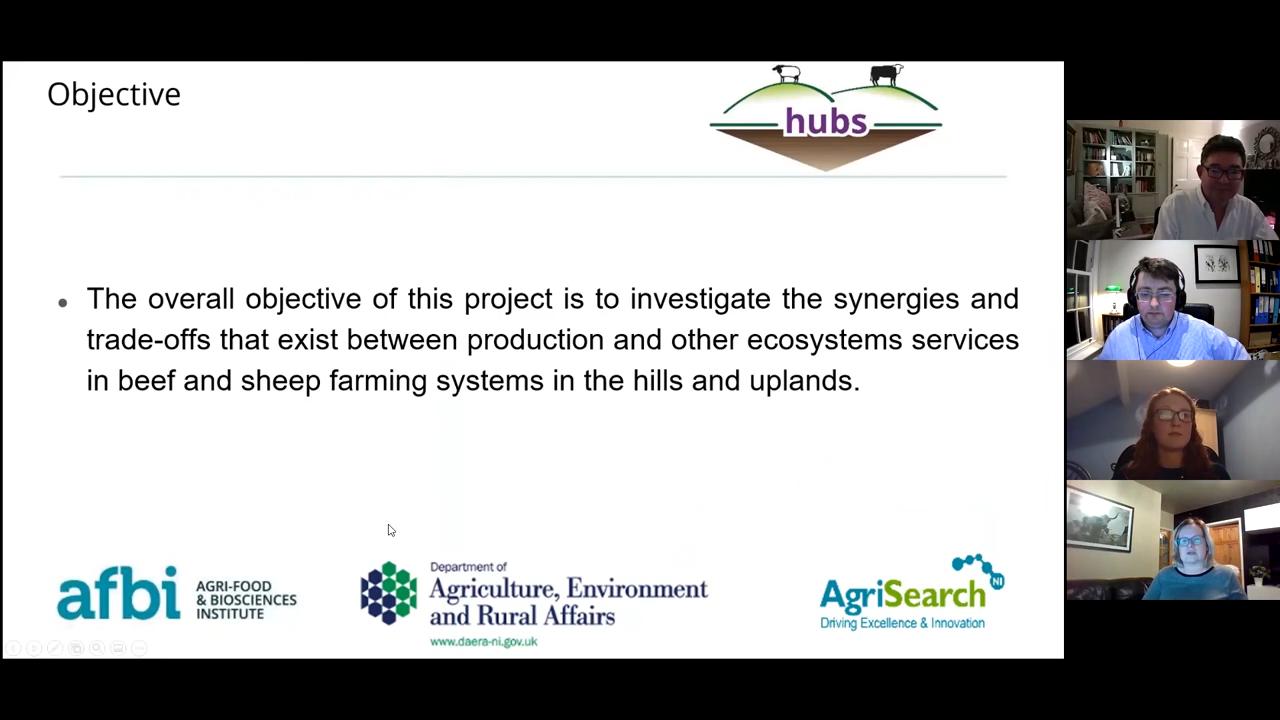 Objective
hubs
The overall objective of this project is to investigate the synergies and
trade-offs that exist between production and other ecosystems services
in beef and sheep farming systems in the hills and uplands.
afbi
AGRI-FOOD
& BIOSCIENCES
INSTITUTE
Department of
Agriculture, Environment
and Rural Affairs
www.daera-ni.gov.uk
AgriSearch
NI
Driving Excellence & Innovation